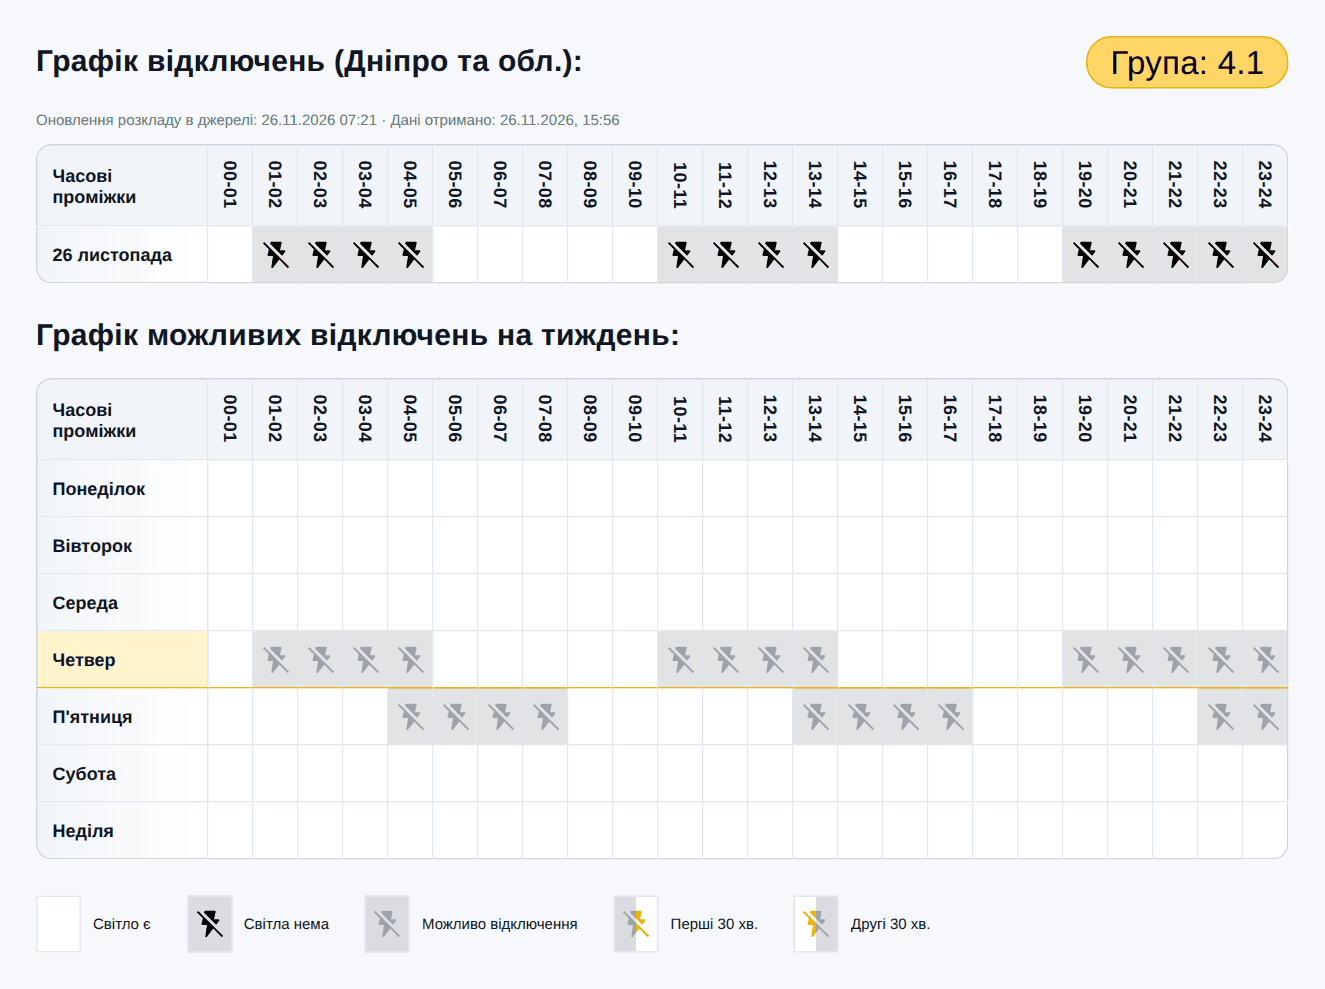 Графік відключень (Дніпро та обл.):
Група: 4.1
Оновлення розкладу в джерелі: 26.11.2026 07:21 · Дані отримано: 26.11.2026, 15:56
Часові проміжки 00-01 01-02 02-03 03-04 04-05 05-06 06-07 07-08 08-09 09-10 10-11 11-12 12-13 13-14 14-15 15-16 16-17 17-18 18-19 19-20 20-21 21-22 22-23 23-24
26 листопада
Графік можливих відключень на тиждень:
Часові проміжки 00-01 01-02 02-03 03-04 04-05 05-06 06-07 07-08 08-09 09-10 10-11 11-12 12-13 13-14 14-15 15-16 16-17 17-18 18-19 19-20 20-21 21-22 22-23 23-24
Понеділок
Вівторок
Середа
Четвер
П'ятниця
Субота
Неділя
Світло є Світла нема Можливо відключення Перші 30 хв. Другі 30 хв.